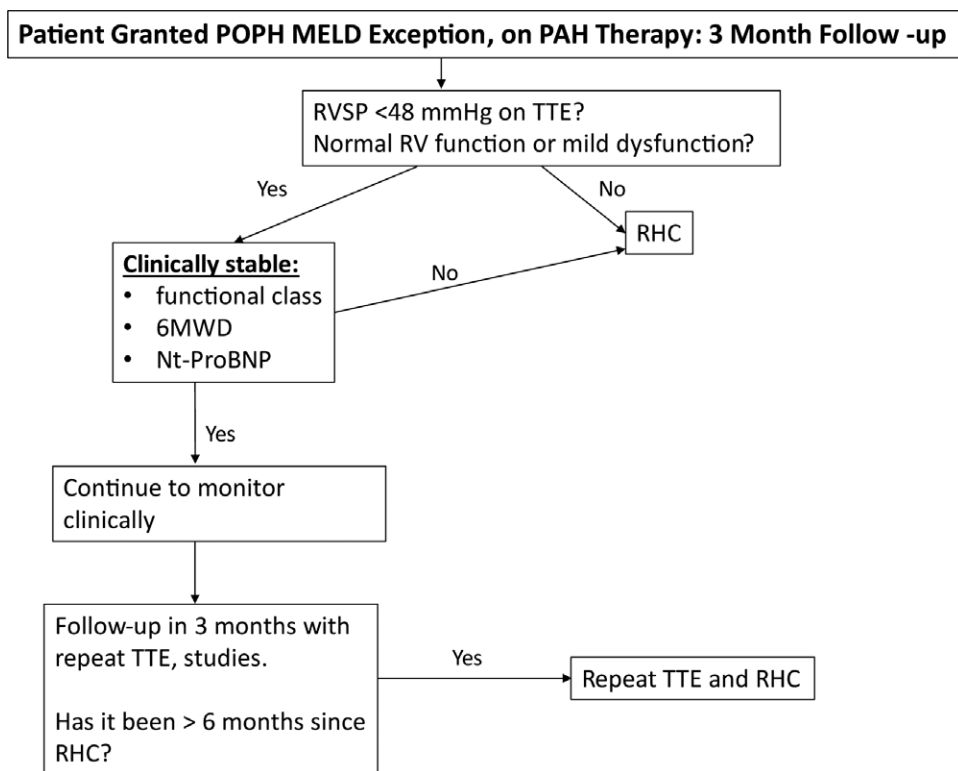 Patient Granted POPH MELD Exception, on PAH Therapy: 3 Month Follow -up
RVSP <48 mmHg on TTE?
Normal RV function or mild dysfunction?
Yes
No
RHC
Clinically stable:
• functional class
• 6MWD
• Nt-ProBNP
No
Yes
Continue to monitor
clinically
Follow-up in 3 months with
repeat TTE, studies.
Has it been > 6 months since
RHC?
Yes
Repeat TTE and RHC